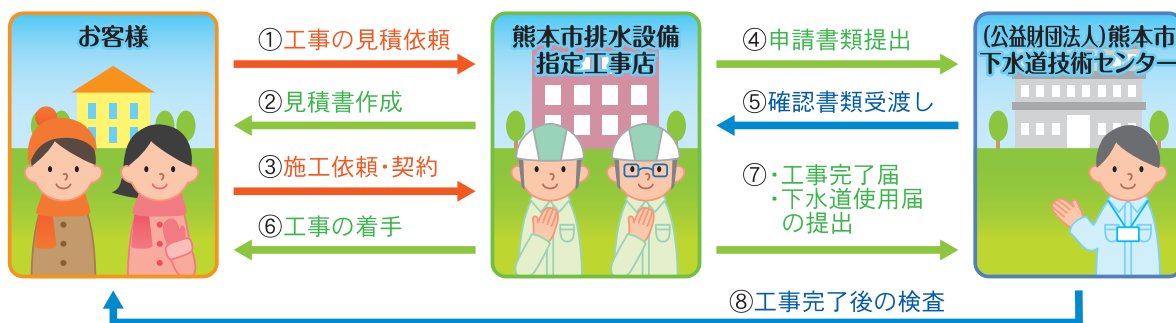 お客様
熊本市排水設備
指定工事店
(公益財団法人)熊本市
下水道技術センター
①工事の見積依頼
②見積書作成
③施工依頼・契約
④申請書類提出
⑤確認書類受渡し
⑥工事の着手
⑦・工事完了届
・下水道使用届
の提出
⑧工事完了後の検査